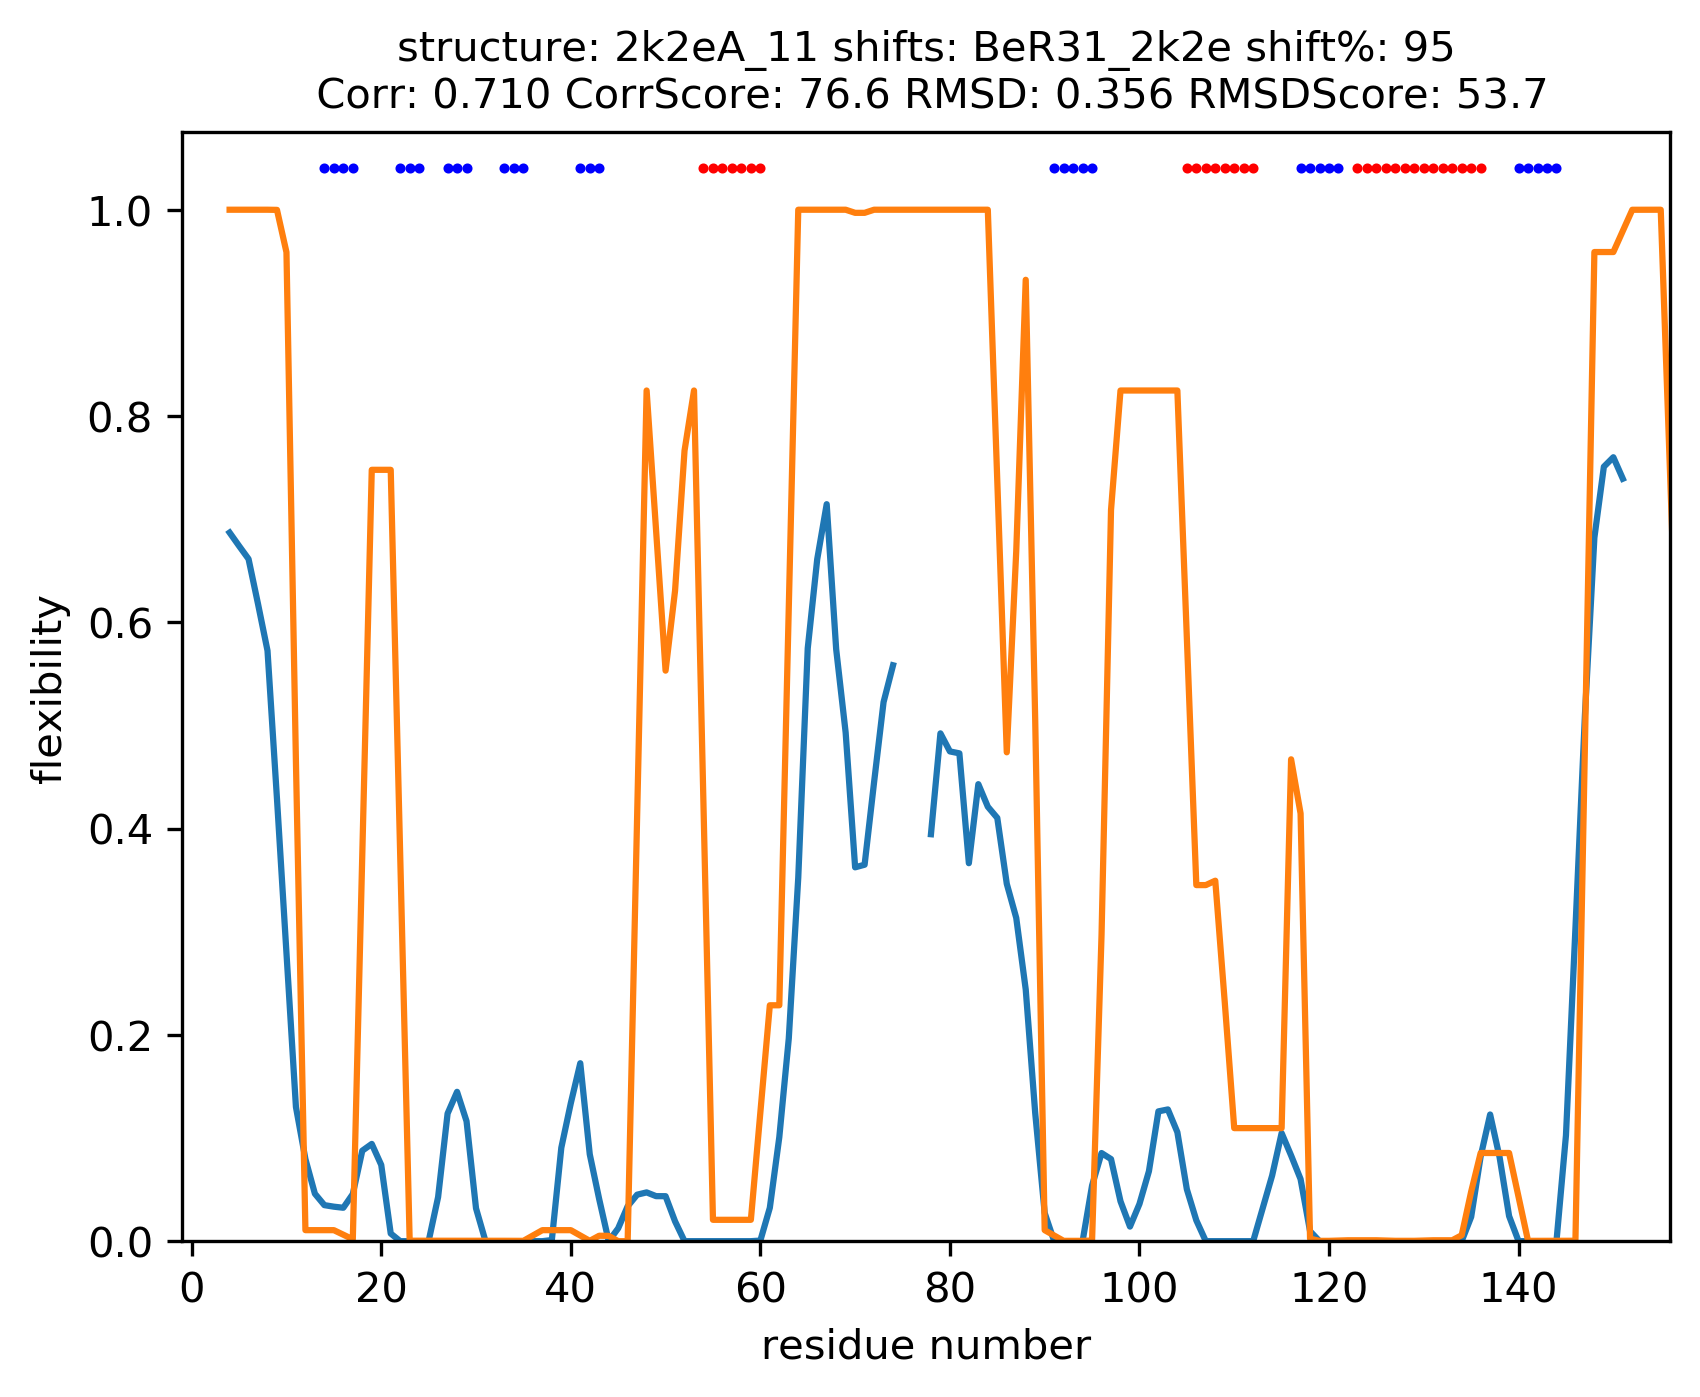 structure: 2k2eA_11 shifts: BeR31_2k2e shift%: 95
Corr: 0.710 CorrScore: 76.6 RMSD: 0.356 RMSDScore: 53.7
1.0
0.8
0.6
0.4
0.2
0.0
flexibility
0 20 40 60 80 100 120 140
residue number